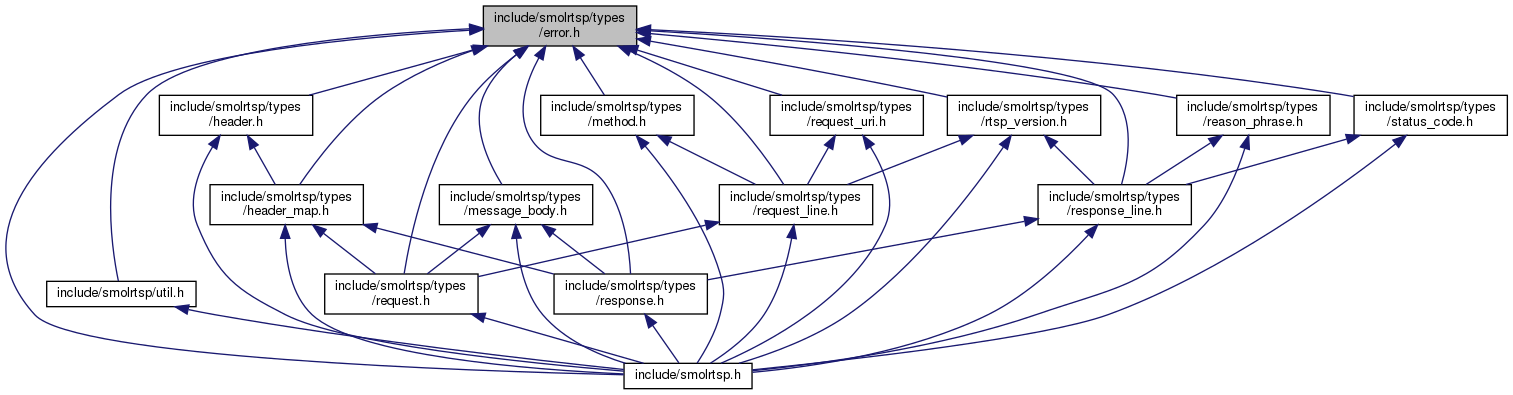 include/smolrtsp/types
/error.h
include/smolrtsp/types
/header.h
include/smolrtsp/types
/method.h
include/smolrtsp/types
/request_uri.h
include/smolrtsp/types
/rtsp_version.h
include/smolrtsp/types
/reason_phrase.h
include/smolrtsp/types
/status_code.h
include/smolrtsp/types
/header_map.h
include/smolrtsp/types
/message_body.h
include/smolrtsp/types
/request_line.h
include/smolrtsp/types
/response_line.h
include/smolrtsp/util.h
include/smolrtsp/types
/request.h
include/smolrtsp/types
/response.h
include/smolrtsp.h